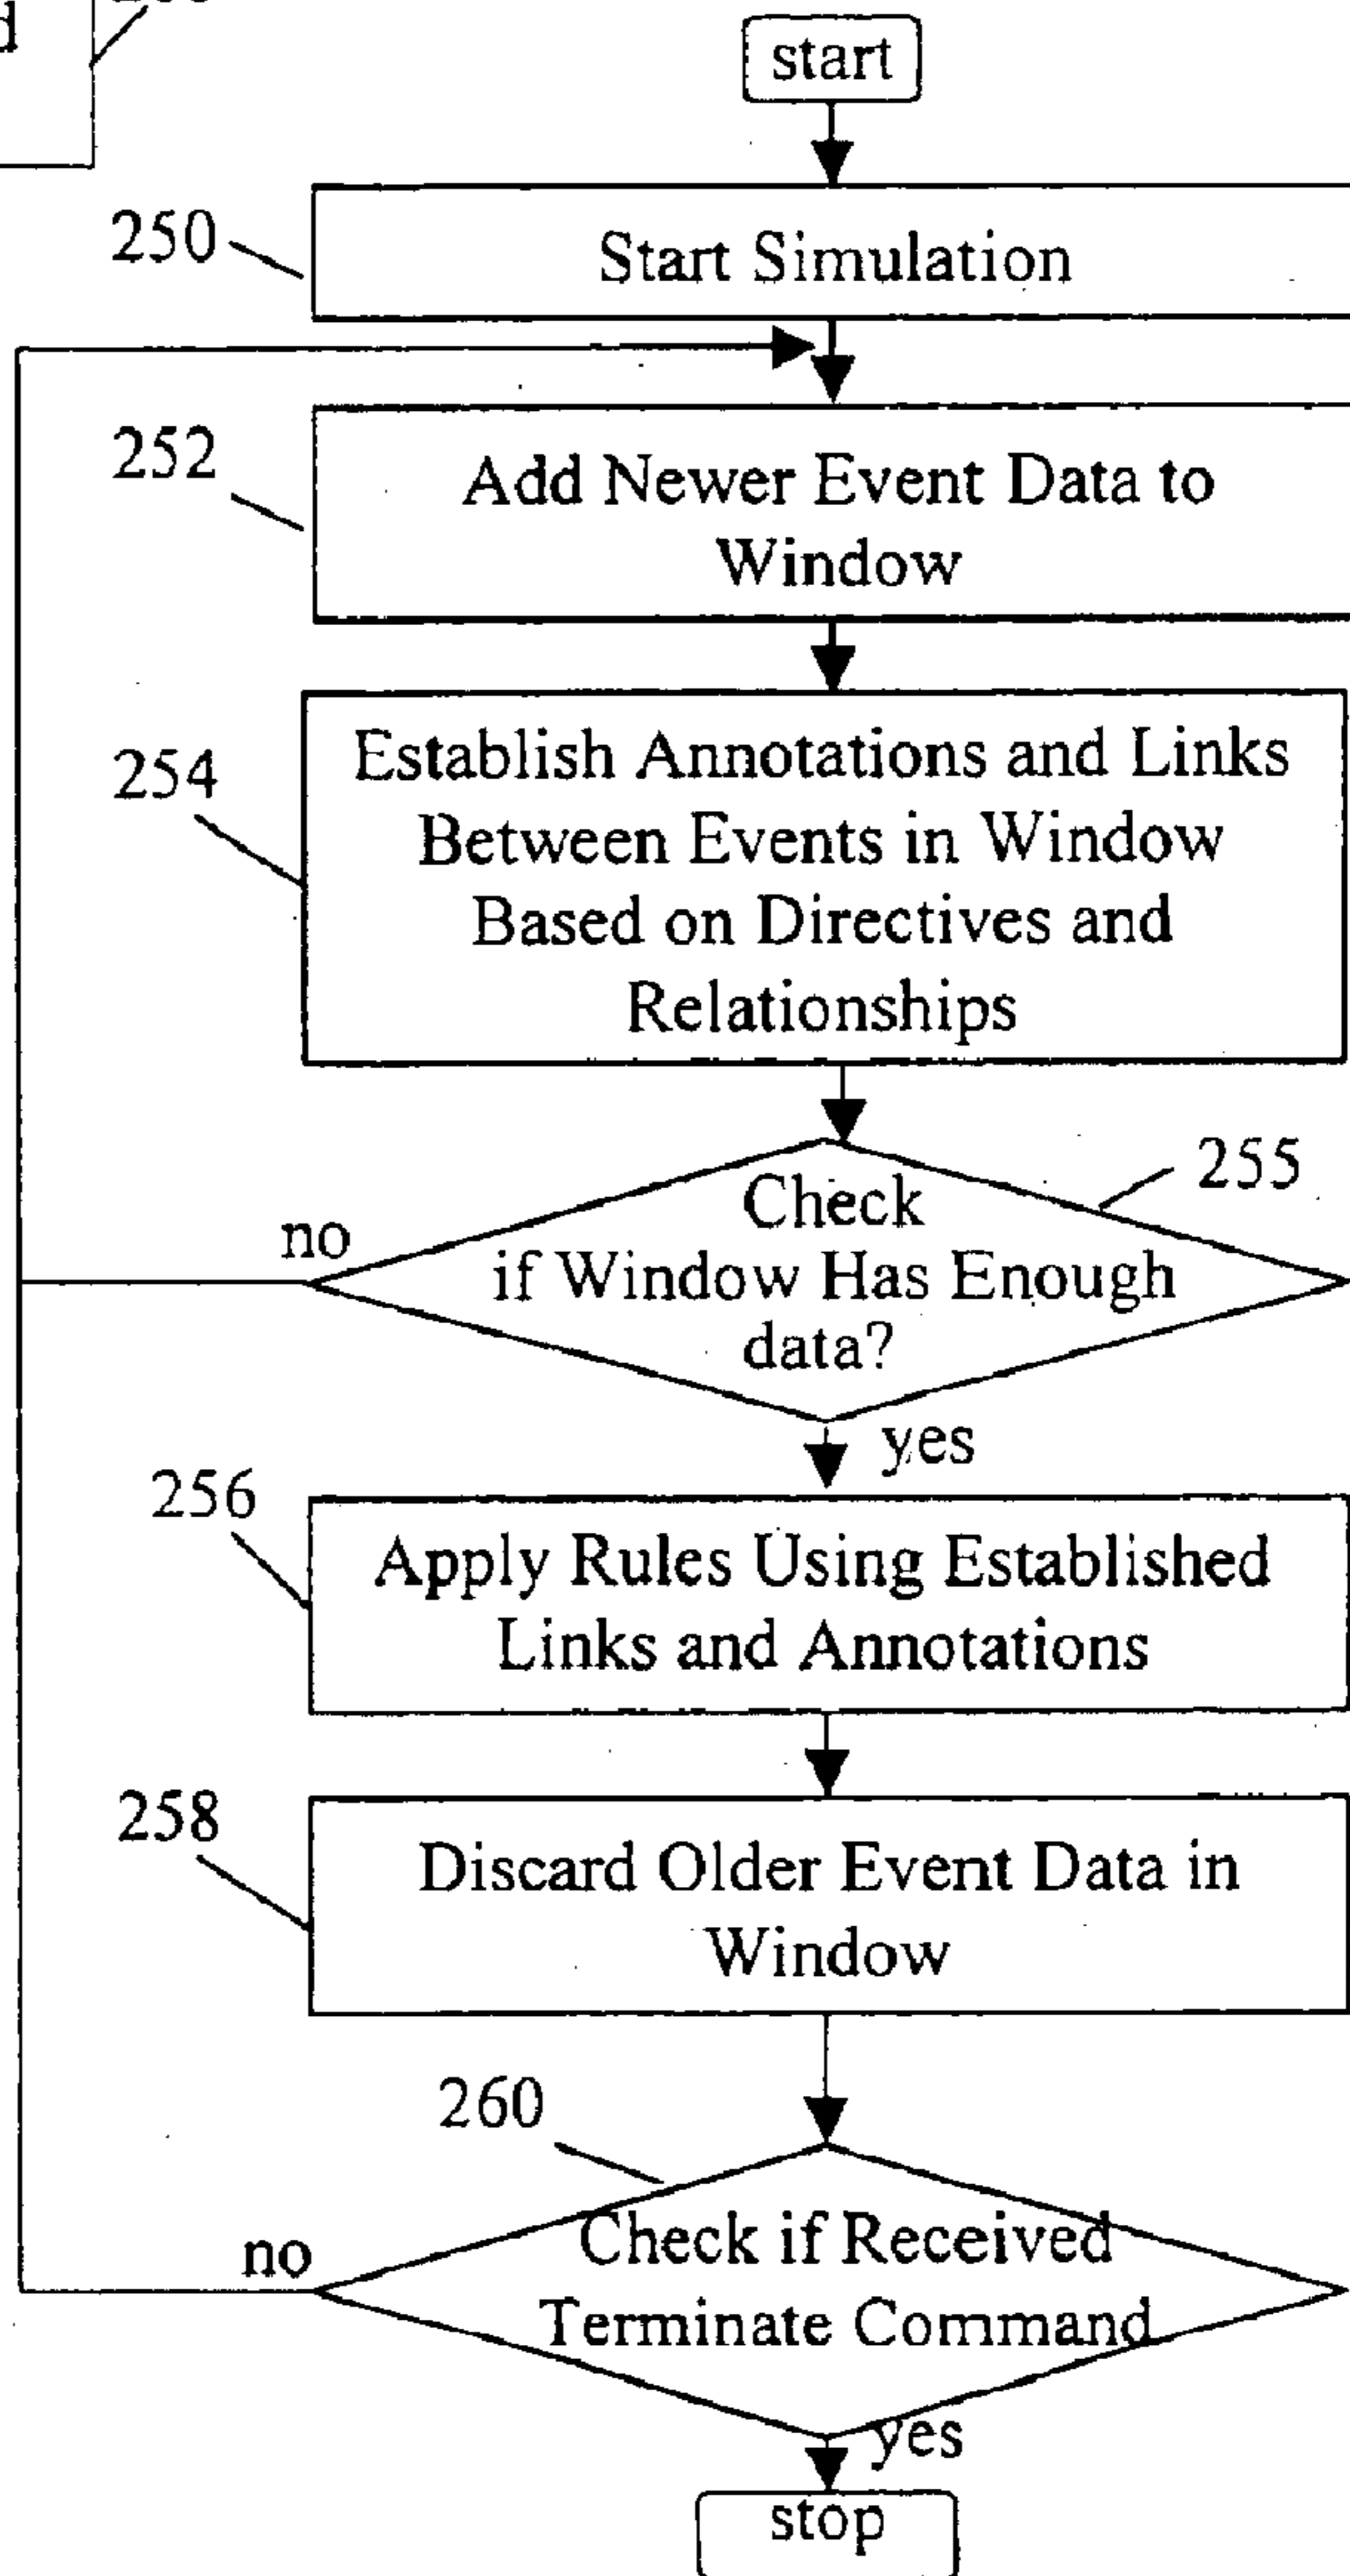 d
start
250
Start Simulation
252
Add Newer Event Data to
Window
254
Establish Annotations and Links
Between Events in Window
Based on Directives and
Relationships
255
Check
if Window Has Enough
data?
no
yes
256
Apply Rules Using Established
Links and Annotations
258
Discard Older Event Data in
Window
260
Check if Received
Terminate Command
no
yes
stop